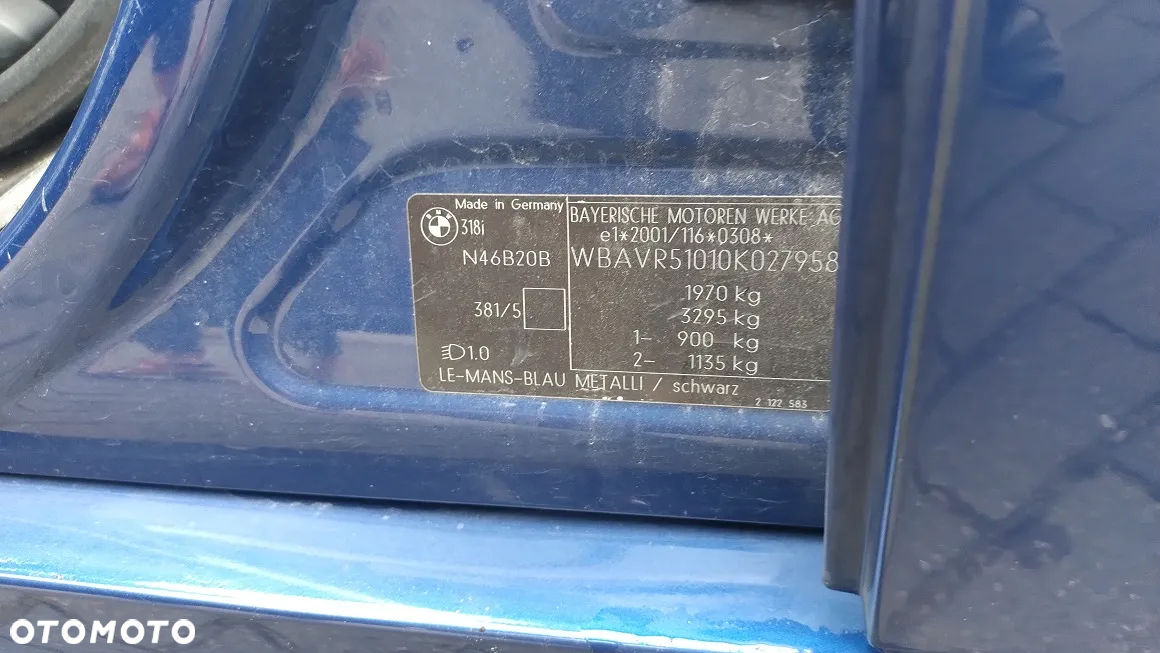 Made in Germany
318i
N46B20B
381/5
1.0
BAYERISCHE MOTOREN WERKE AG
e1*2001/116*0308*
WBAVR51010K027958
1970 kg
3295 kg
1- 900 kg
2- 1135 kg
LE-MANS-BLAU METALLI / schwarz
2 122 583
OTOMOTO